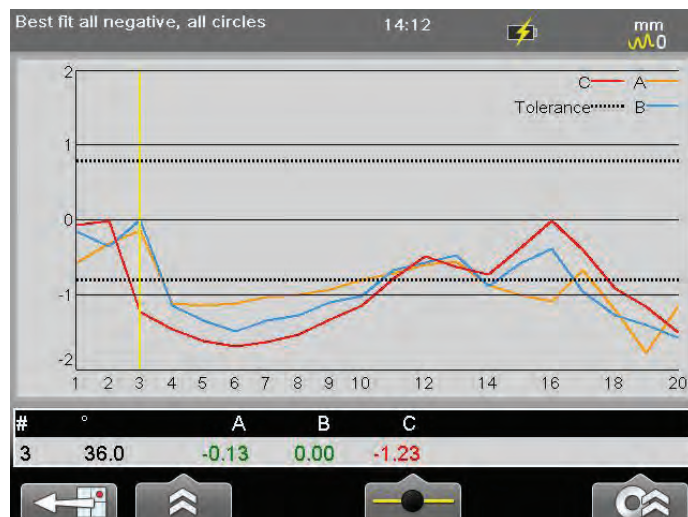 Best fit all negative, all circles 14:12 mm
0
2
C A
Tolerance B
1
0
-1
-2
1 2 3 4 5 6 7 8 9 10 12 14 16 18 20
# ° A B C
3 36.0 -0.13 0.00 -1.23